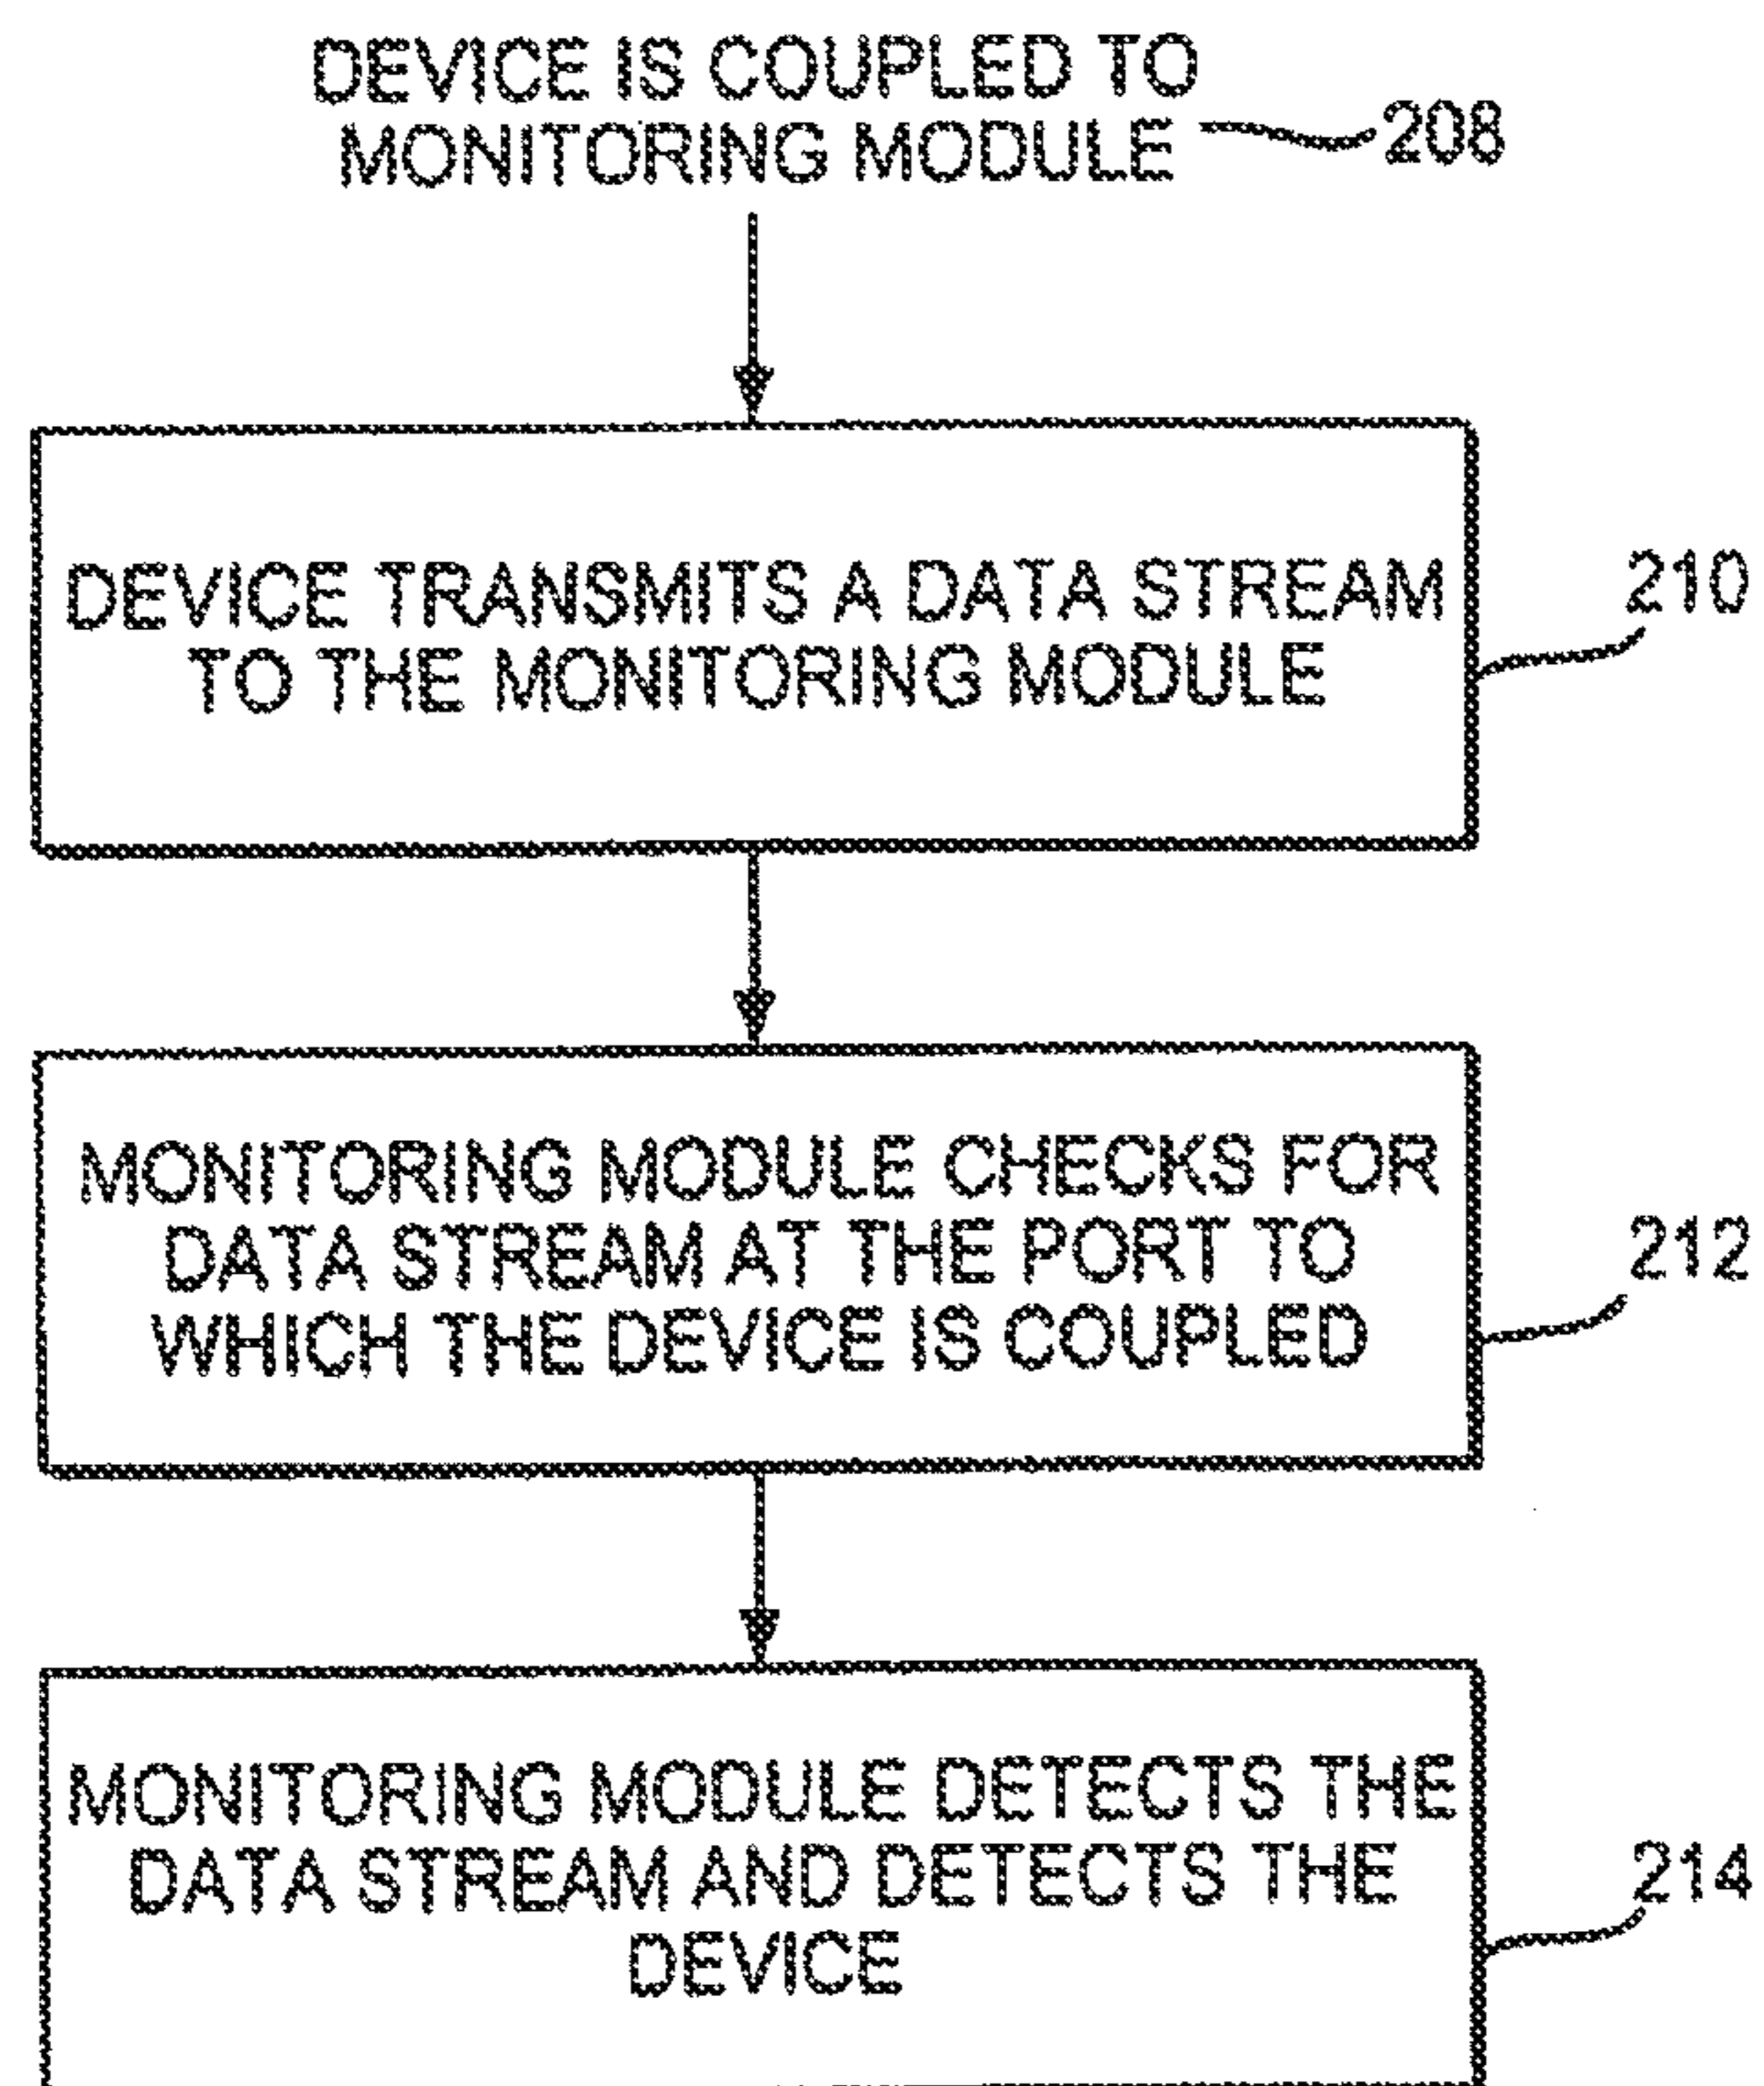 DEVICE IS COUPLED TO
MONITORING MODULE 208
DEVICE TRANSMITS A DATA STREAM
TO THE MONITORING MODULE
210
MONITORING MODULE CHECKS FOR
DATA STREAM AT THE PORT TO
WHICH THE DEVICE IS COUPLED
212
MONITORING MODULE DETECTS THE
DATA STREAM AND DETECTS THE
DEVICE
214